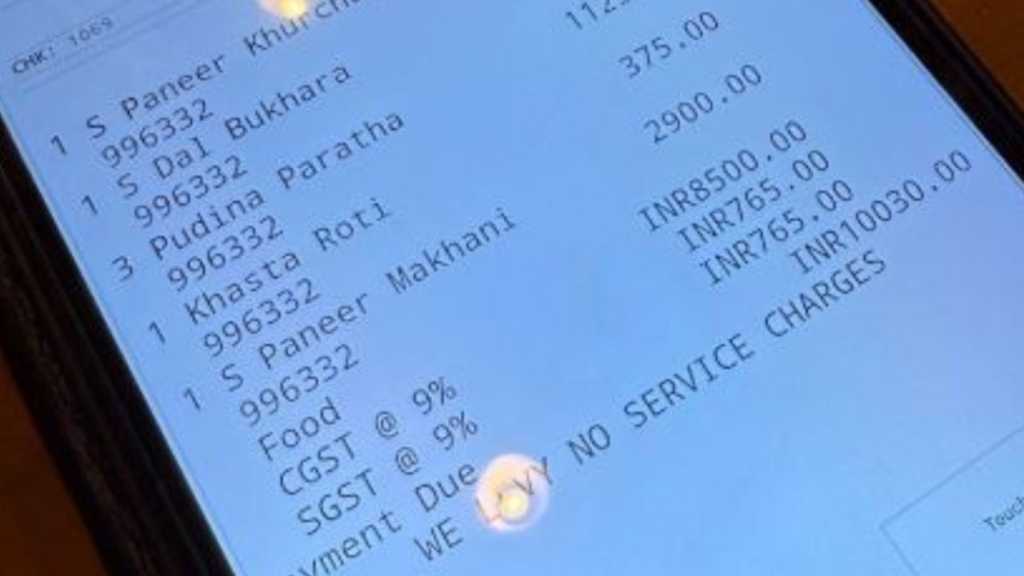 CHK: 1669
1 S Paneer
996332
1 S Dal Bukhara
996332
3 Pudina Paratha
996332
1 Khasta Roti 375.00
996332
1 S Paneer Makhani 2900.00
996332
Food INR8500.00
CGST @ 9% INR765.00
SGST @ 9% INR765.00
yment Due INR10030.00
WE LEVY NO SERVICE CHARGES
Touch